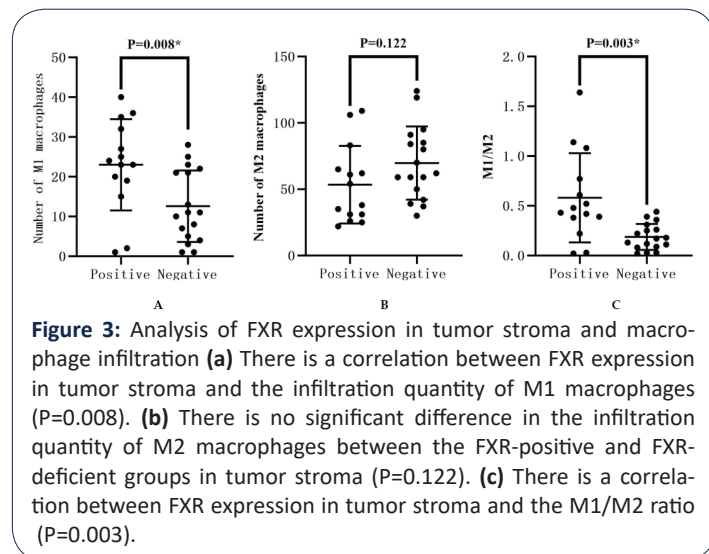 P=0.008*
Number of M1 macrophages
50
40
30
20
10
0
Positive Negative
A
P=0.122
Number of M2 macrophages
150
100
50
0
Positive Negative
B
P=0.003*
M1/M2
2.0
1.5
1.0
0.5
0.0
Positive Negative
C
Figure 3: Analysis of FXR expression in tumor stroma and macro-
phage infiltration (a) There is a correlation between FXR expression
in tumor stroma and the infiltration quantity of M1 macrophages
(P=0.008). (b) There is no significant difference in the infiltration
quantity of M2 macrophages between the FXR-positive and FXR-
deficient groups in tumor stroma (P=0.122). (c) There is a correla-
tion between FXR expression in tumor stroma and the M1/M2 ratio
(P=0.003).